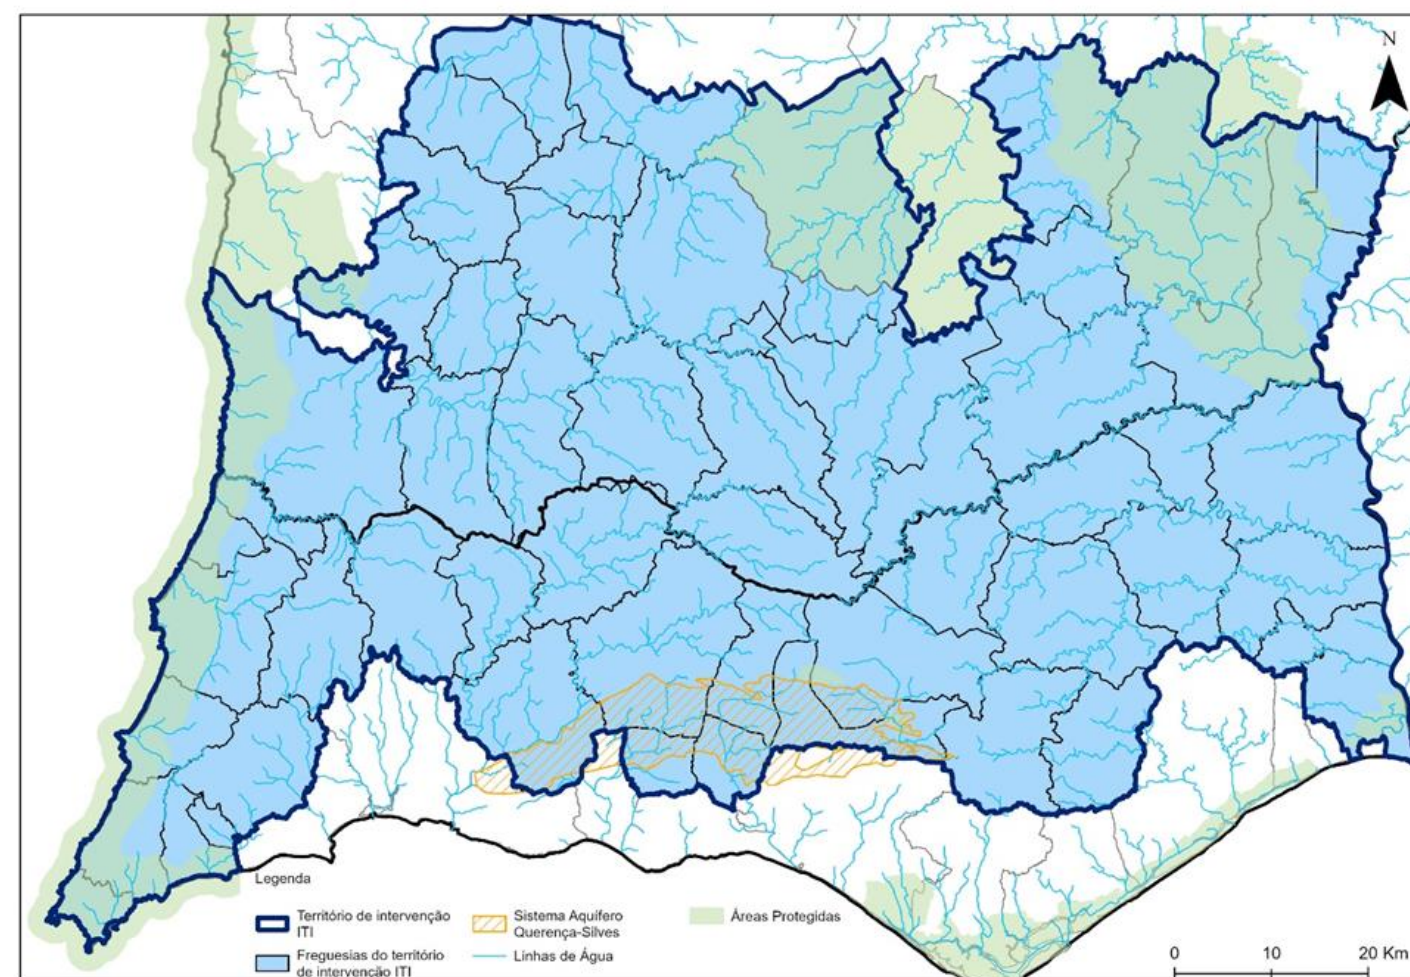 N
Legenda
Território de intervenção
ITI
Freguesias do território
de intervenção ITI
Sistema Aquífero
Querença-Silves
Linhas de Água
Áreas Protegidas
0 10 20 Km